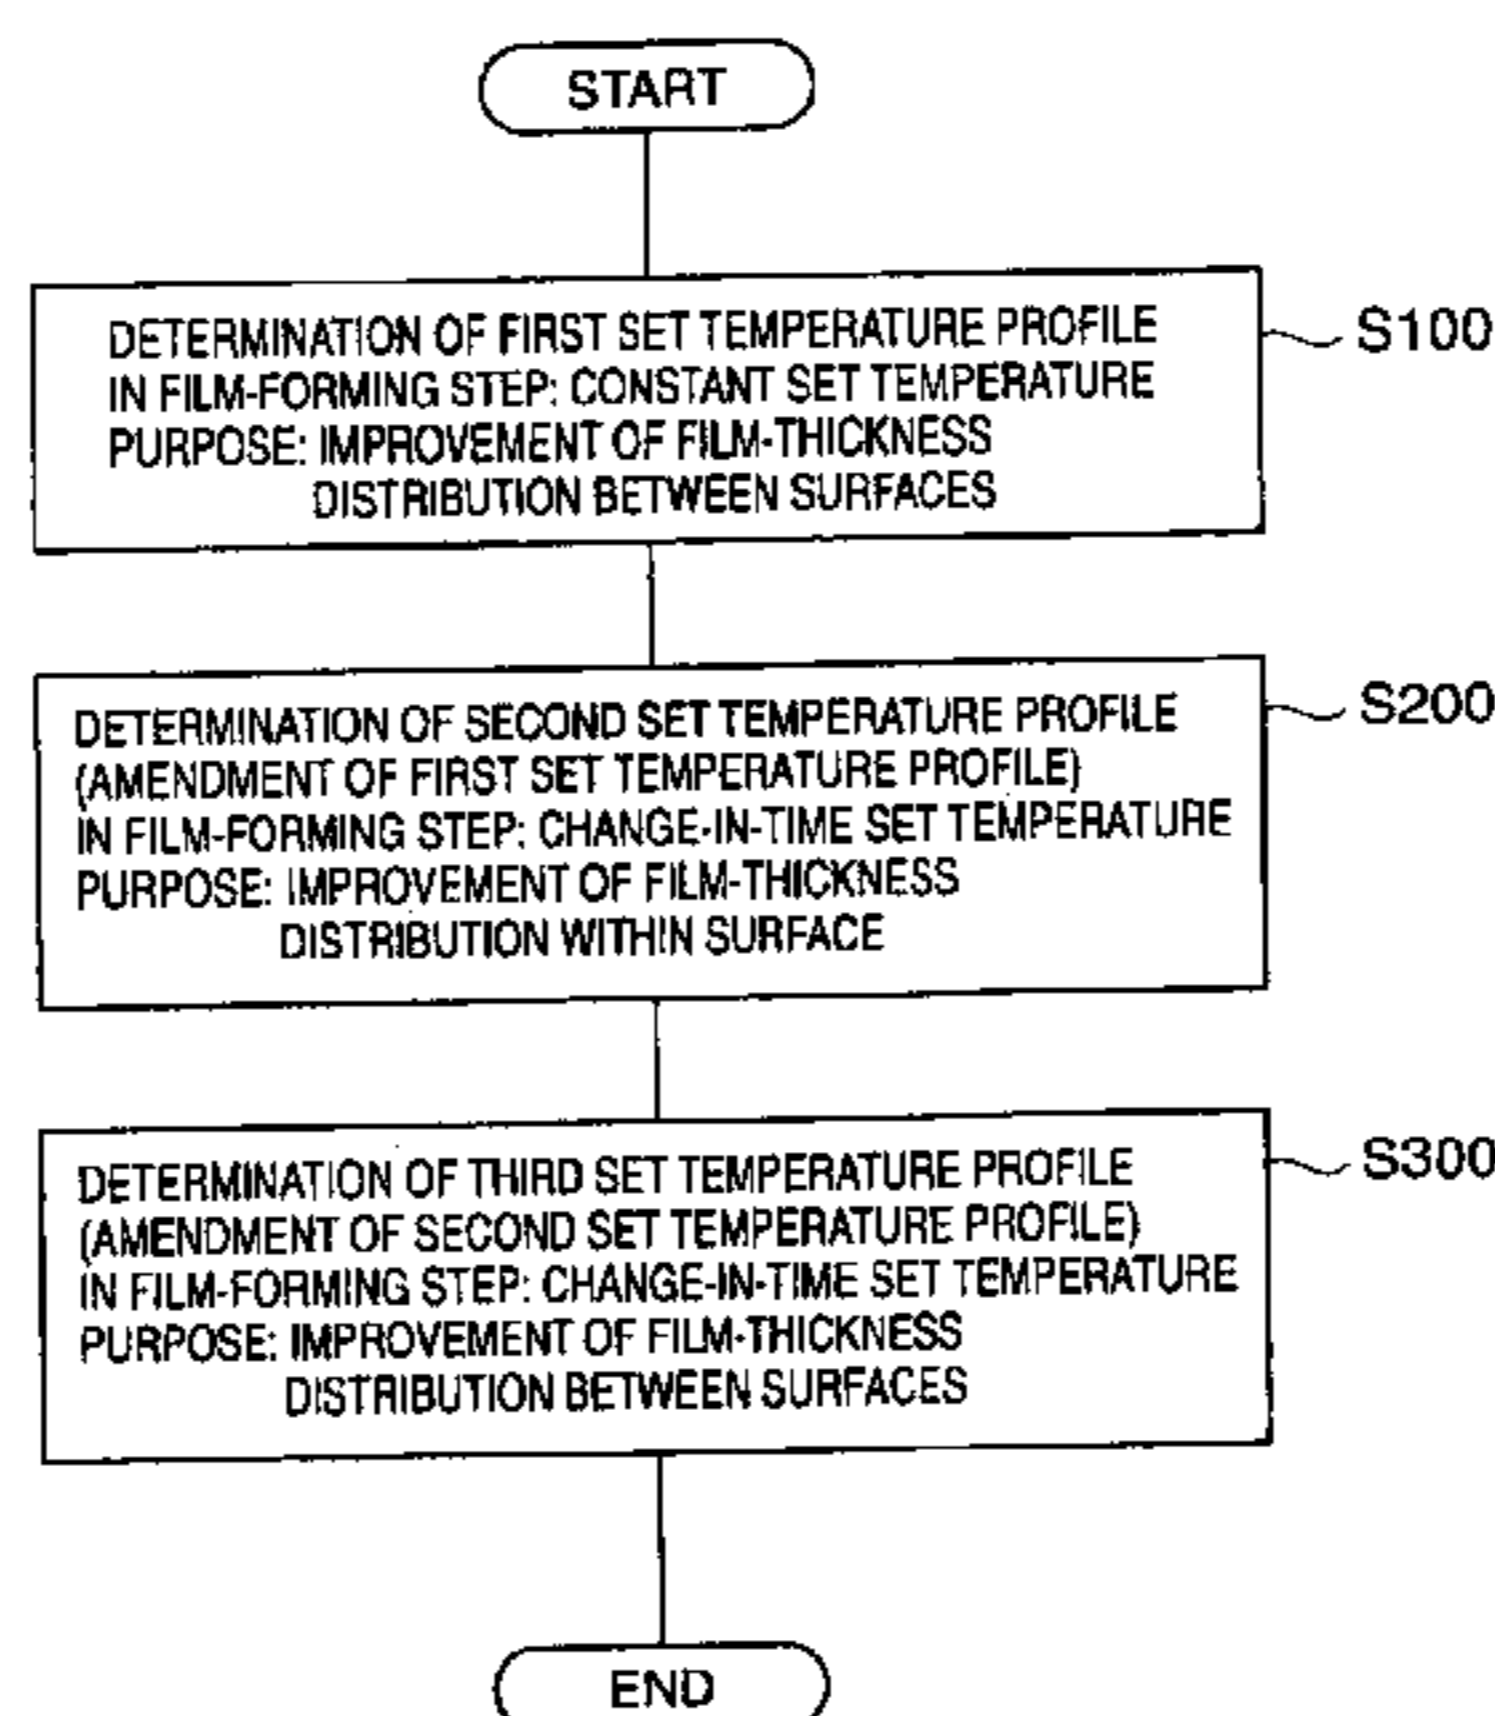 START
DETERMINATION OF FIRST SET TEMPERATURE PROFILE
IN FILM-FORMING STEP: CONSTANT SET TEMPERATURE
PURPOSE: IMPROVEMENT OF FILM-THICKNESS
DISTRIBUTION BETWEEN SURFACES
S100
DETERMINATION OF SECOND SET TEMPERATURE PROFILE
(AMENDMENT OF FIRST SET TEMPERATURE PROFILE)
IN FILM-FORMING STEP: CHANGE-IN-TIME SET TEMPERATURE
PURPOSE: IMPROVEMENT OF FILM-THICKNESS
DISTRIBUTION WITHIN SURFACE
S200
DETERMINATION OF THIRD SET TEMPERATURE PROFILE
(AMENDMENT OF SECOND SET TEMPERATURE PROFILE)
IN FILM-FORMING STEP: CHANGE-IN-TIME SET TEMPERATURE
PURPOSE: IMPROVEMENT OF FILM-THICKNESS
DISTRIBUTION BETWEEN SURFACES
S300
END